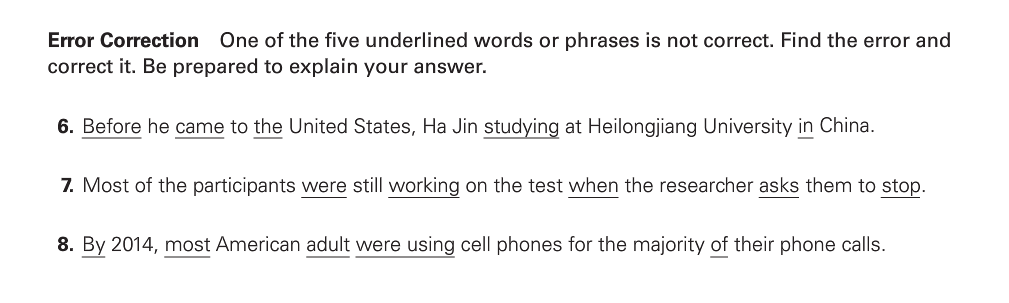 Error Correction One of the five underlined words or phrases is not correct. Find the error and
correct it. Be prepared to explain your answer.
6. Before he came to the United States, Ha Jin studying at Heilongjiang University in China.
7. Most of the participants were still working on the test when the researcher asks them to stop.
8. By 2014, most American adult were using cell phones for the majority of their phone calls.